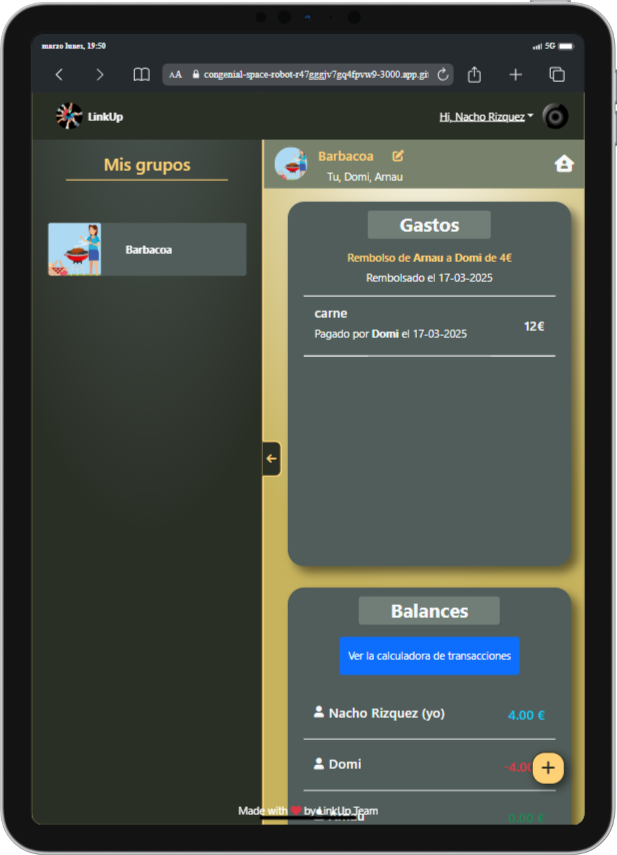 marzo lunes, 19:50
5G
AA congenial-space-robot-r47gggjv7gq4fpvw9-3000.app.gi
LinkUp
Hi, Nacho Rizquez
Mis grupos
Barbacoa
Barbacoa
Tu, Domi, Arnau
Gastos
Rembolso de Arnau a Domi de 4€
Rembolsado el 17-03-2025
carne
Pagado por Domi el 17-03-2025
12€
Balances
Ver la calculadora de transacciones
Nacho Rizquez (yo)
4.00 €
Domi
-4.00
Made with ❤ by LinkUp Team
Arnau
0.00 €